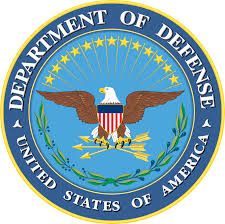 DEPARTMENT OF DEFENSE
UNITED STATES OF AMERICA